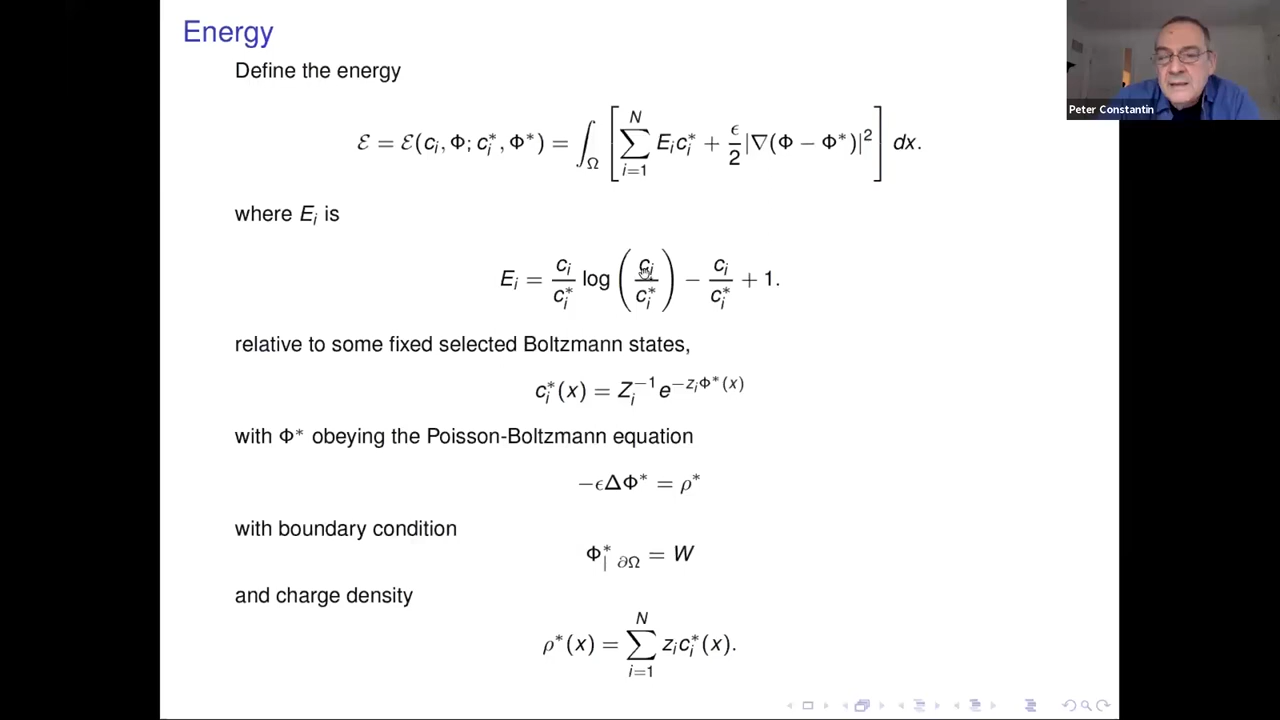 Energy
Define the energy
ℰ = ℰ(c_i, Φ; c_i^*, Φ^*) = ∫_Ω [ ∑_{i=1}^N E_i c_i^* + ϵ/2 |∇(Φ − Φ^*)|^2 ] dx.
where E_i is
E_i = c_i/c_i^* log (c_i/c_i^*) − c_i/c_i^* + 1.
relative to some fixed selected Boltzmann states,
c_i^*(x) = Z_i^{-1} e^{-z_i Φ^*(x)}
with Φ^* obeying the Poisson-Boltzmann equation
−ϵΔΦ^* = ρ^*
with boundary condition
Φ^*_{| ∂Ω} = W
and charge density
ρ^*(x) = ∑_{i=1}^N z_i c_i^*(x).
Peter Constantin